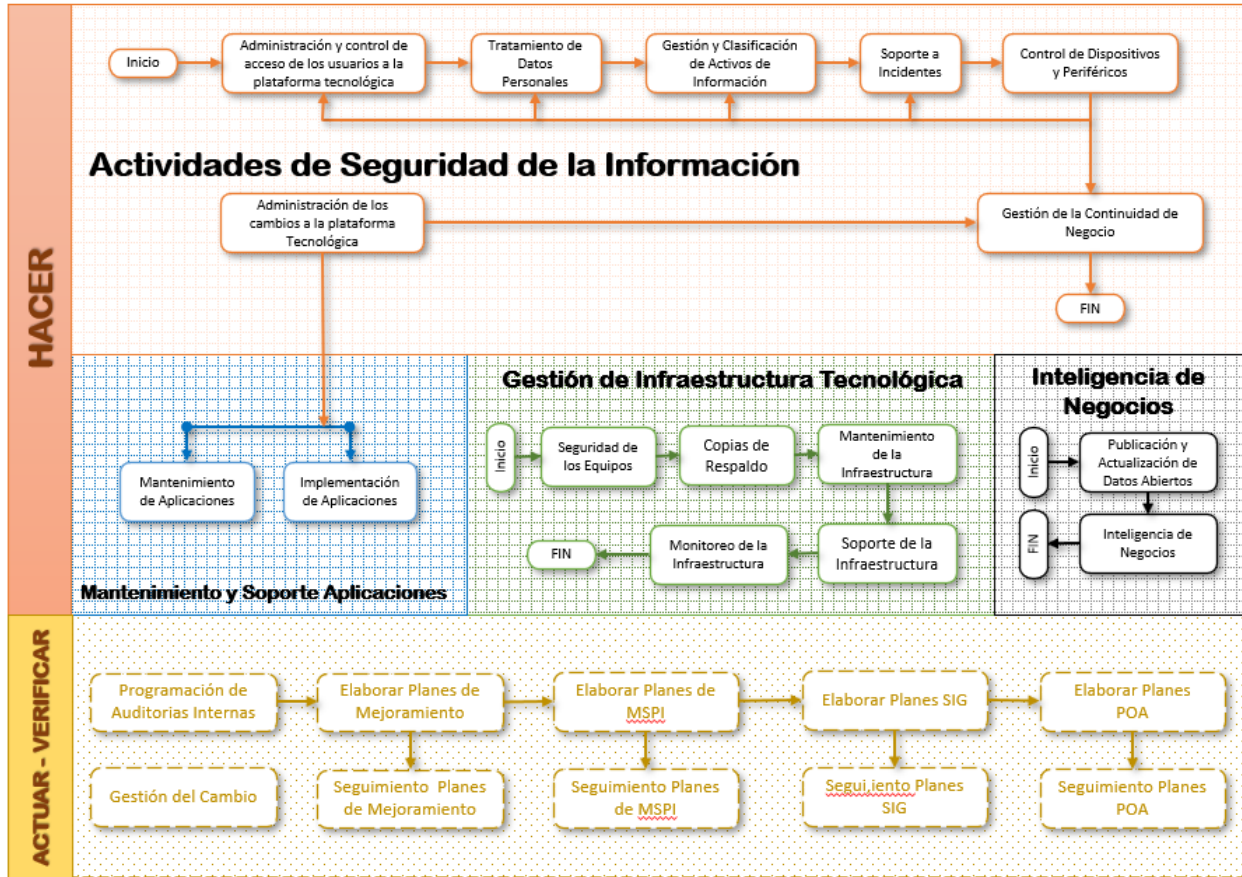 HACER
Inicio
Administración y control de
acceso de los usuarios a la
plataforma tecnológica
Tratamiento de
Datos
Personales
Gestión y Clasificación
de Activos de
Información
Soporte a
Incidentes
Control de Dispositivos
y Periféricos
Actividades de Seguridad de la Información
Administración de los
cambios a la plataforma
Tecnológica
Gestión de la Continuidad de
Negocio
FIN
Mantenimiento
de Aplicaciones
Implementación
de Aplicaciones
Mantenimiento y Soporte Aplicaciones
Gestión de Infraestructura Tecnológica
Inicio
Seguridad de
los Equipos
Copias de
Respaldo
Mantenimiento
de la
Infraestructura
FIN
Monitoreo de la
Infraestructura
Soporte de la
Infraestructura
Inteligencia de
Negocios
Inicio
Publicación y
Actualización de
Datos Abiertos
FIN
Inteligencia de
Negocios
ACTUAR - VERIFICAR
Programación de
Auditorias Internas
Elaborar Planes de
Mejoramiento
Elaborar Planes de
MSPI
Elaborar Planes SIG
Elaborar Planes
POA
Gestión del Cambio
Seguimiento Planes
de Mejoramiento
Seguimiento Planes
de MSPI
Segui,iento Planes
SIG
Seguimiento Planes
POA